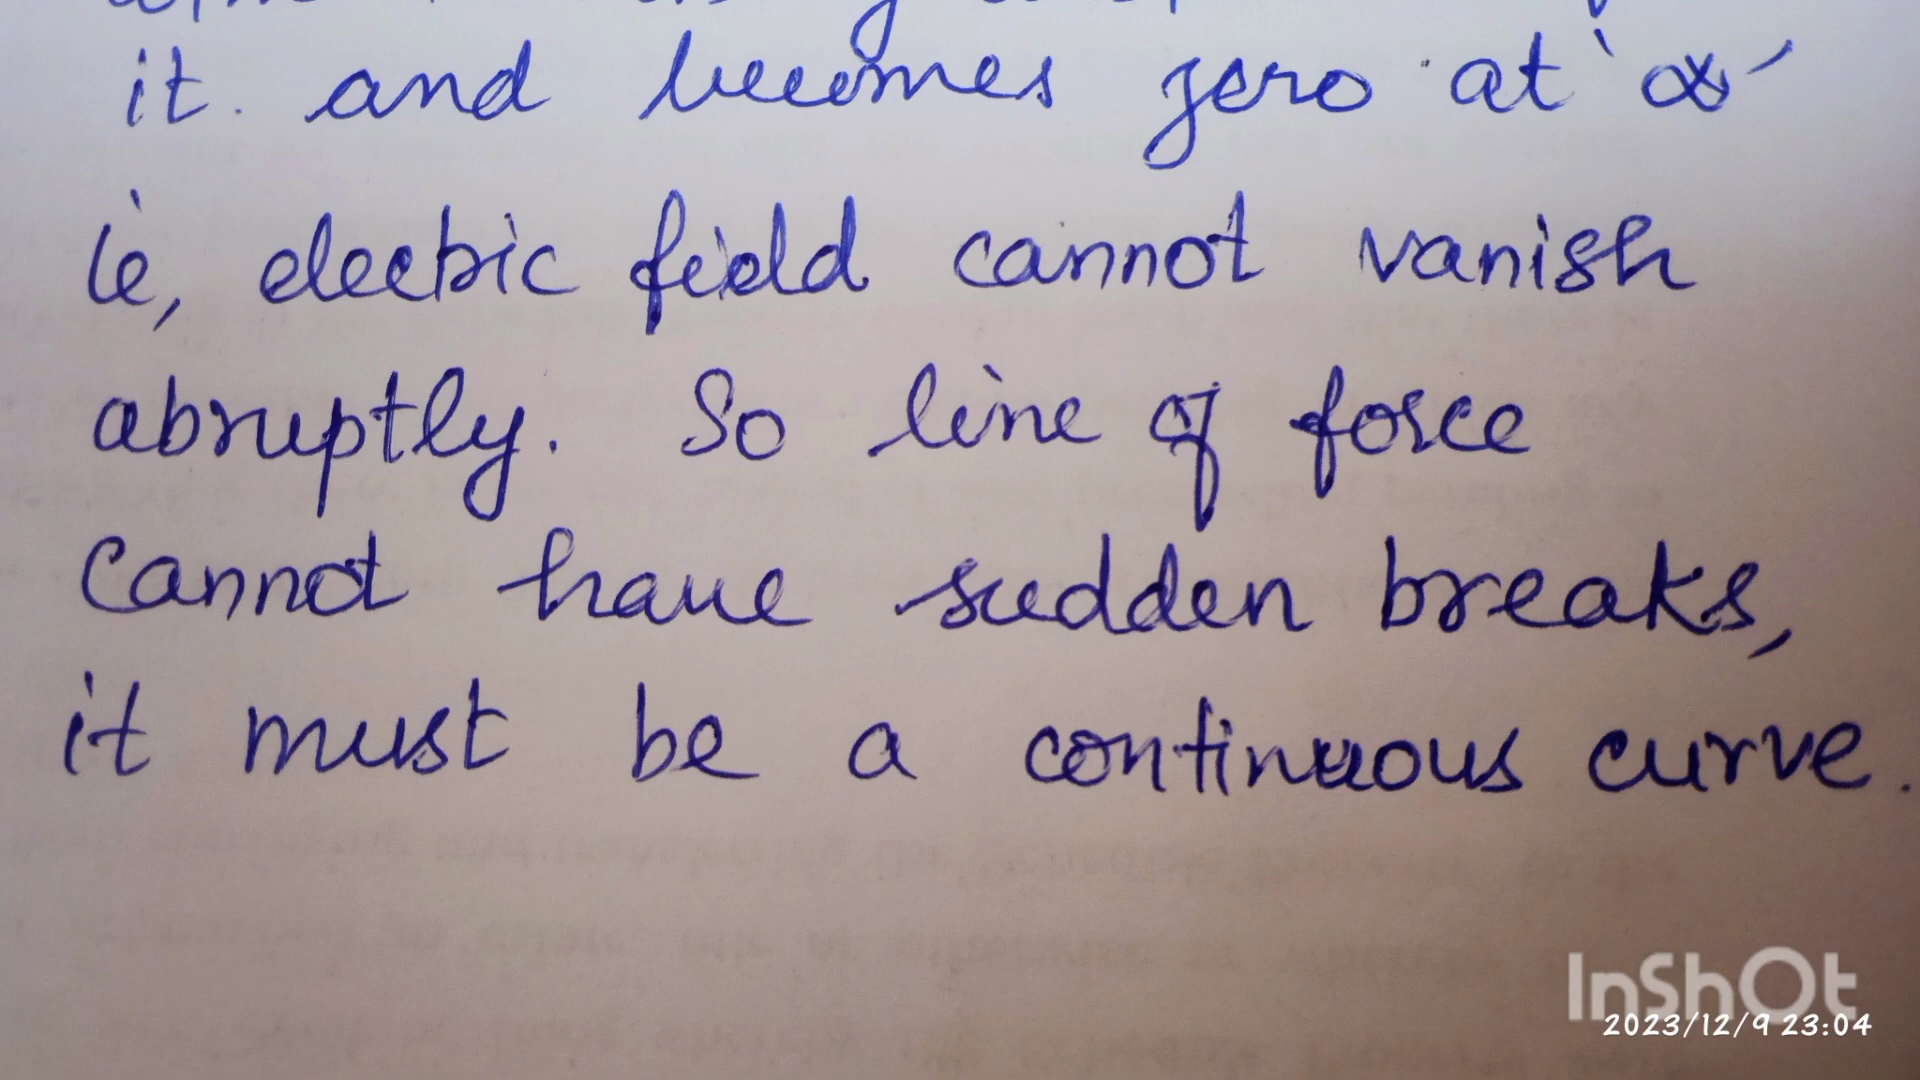 it. and becomes zero at '∞'
ie, electric field cannot vanish
abruptly. So line of force
cannot have sudden breaks,
it must be a continuous curve.
InShOt
2023/12/9 23:04